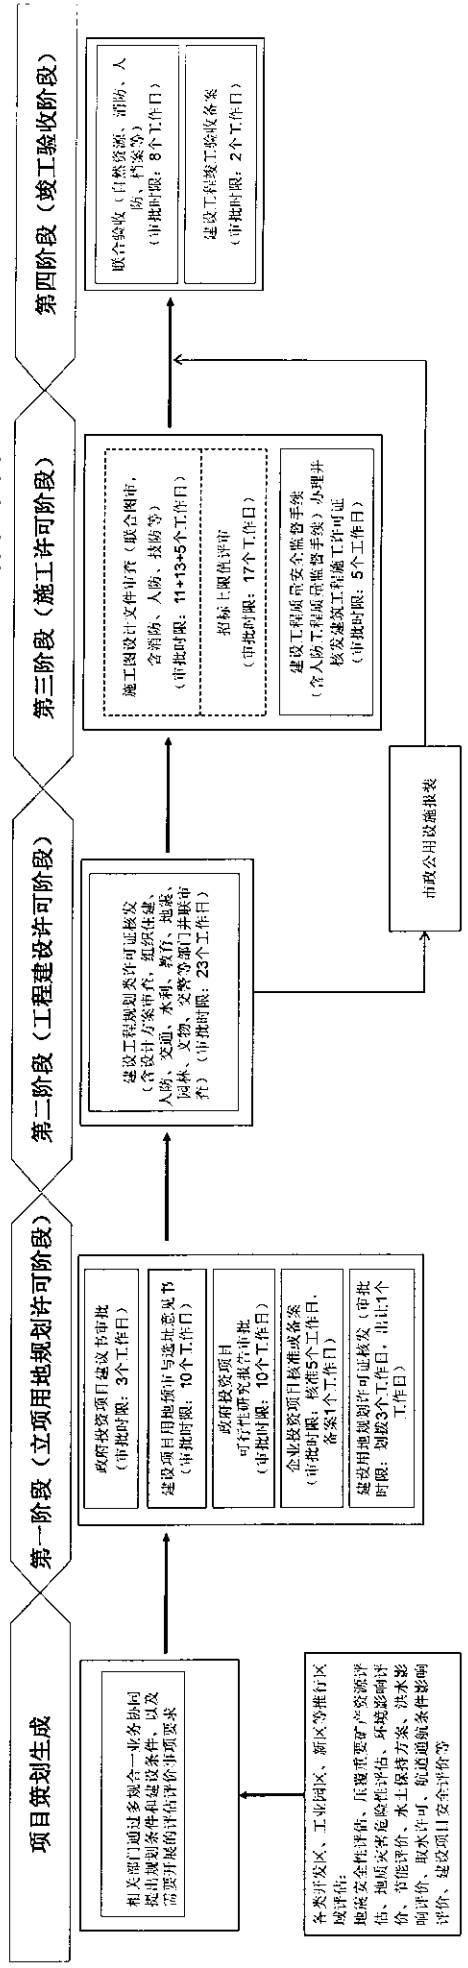 项目策划生成
第一阶段（立项用地规划许可阶段）
第二阶段（工程建设许可阶段）
第三阶段（施工许可阶段）
第四阶段（竣工验收阶段）
相关部门通过多规合一业务协同
提出规划条件和建设条件、以及
需要开展的评估评价事项要求
各类开发区、工业园区、新区等推行区
域评估:
地震安全性评估、压覆重要矿产资源评
估、地质灾害危险性评估、环境影响评
价、节能评价、水土保持方案、洪水影
响评价、取水许可、航道通航条件影响
评价、建设项目安全评价等
政府投资项目建议书审批
（审批时限：3个工作日）
建设项目用地预审与选址意见书
（审批时限：10个工作日）
政府投资项目
可行性研究报告审批
（审批时限：10个工作日）
企业投资项目核准或备案
（审批时限：核准5个工作日、
备案1个工作日）
建设用地规划许可证核发（审批
时限：划拨3个工作日，出让1个
工作日）
建设工程规划类许可证核发
（含设计方案审查，组织住建、
人防、交通、水利、教育、地震、
园林、文物、交警等部门并联审
查）（审批时限：23个工作日）
市政公用设施报装
施工图设计文件审查（联合图审，
含消防、人防、技防等）
（审批时限：11+13+5个工作日）
招标上限值评审
（审批时限：17个工作日）
建设工程质量安全监督手续
（含人防工程质量监督手续）办理并
核发建筑工程施工许可证
（审批时限：5个工作日）
联合验收（自然资源、消防、人
防、档案等）
（审批时限：8个工作日）
建设工程竣工验收备案
（审批时限：2个工作日）